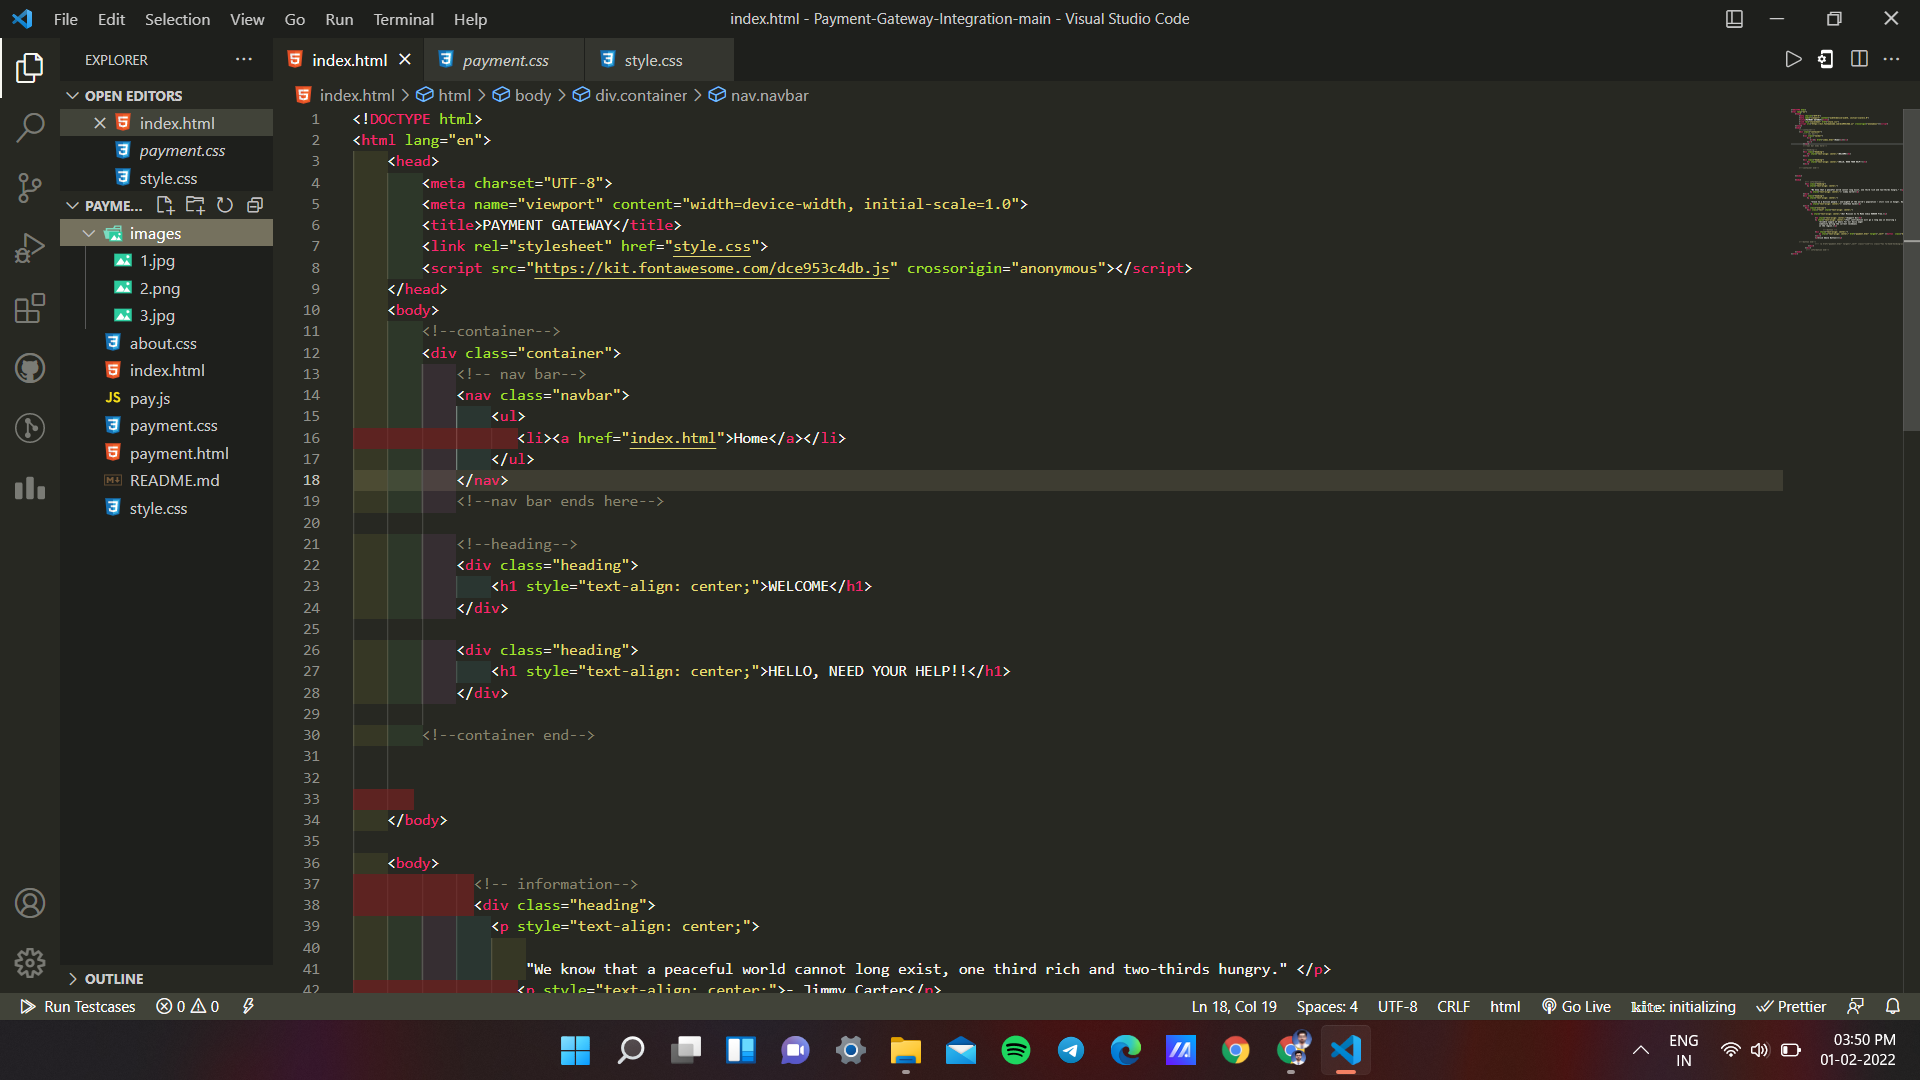 File Edit Selection View Go Run Terminal Help
index.html - Payment-Gateway-Integration-main - Visual Studio Code
EXPLORER
OPEN EDITORS
index.html
payment.css
style.css
PAYME...
images
1.jpg
2.png
3.jpg
about.css
index.html
JS pay.js
payment.css
payment.html
README.md
style.css
OUTLINE
index.html payment.css style.css
index.html > html > body > div.container > nav.navbar
1 <!DOCTYPE html>
2 <html lang="en">
3 <head>
4 <meta charset="UTF-8">
5 <meta name="viewport" content="width=device-width, initial-scale=1.0">
6 <title>PAYMENT GATEWAY</title>
7 <link rel="stylesheet" href="style.css">
8 <script src="https://kit.fontawesome.com/dce953c4db.js" crossorigin="anonymous"></script>
9 </head>
10 <body>
11 <!--container-->
12 <div class="container">
13 <!-- nav bar-->
14 <nav class="navbar">
15 <ul>
16 <li><a href="index.html">Home</a></li>
17 </ul>
18 </nav>
19 <!--nav bar ends here-->
20
21 <!--heading-->
22 <div class="heading">
23 <h1 style="text-align: center;">WELCOME</h1>
24 </div>
25
26 <div class="heading">
27 <h1 style="text-align: center;">HELLO, NEED YOUR HELP!!</h1>
28 </div>
29
30 <!--container end-->
31
32
33
34 </body>
35
36 <body>
37 <!-- information-->
38 <div class="heading">
39 <p style="text-align: center;">
40
41 "We know that a peaceful world cannot long exist, one third rich and two-thirds hungry." </p>
42 <p style="text-align: center;">- Jimmy Carter</p>
Run Testcases 0 0
Ln 18, Col 19 Spaces: 4 UTF-8 CRLF html Go Live kite: initializing Prettier
ENG
IN
03:50 PM
01-02-2022